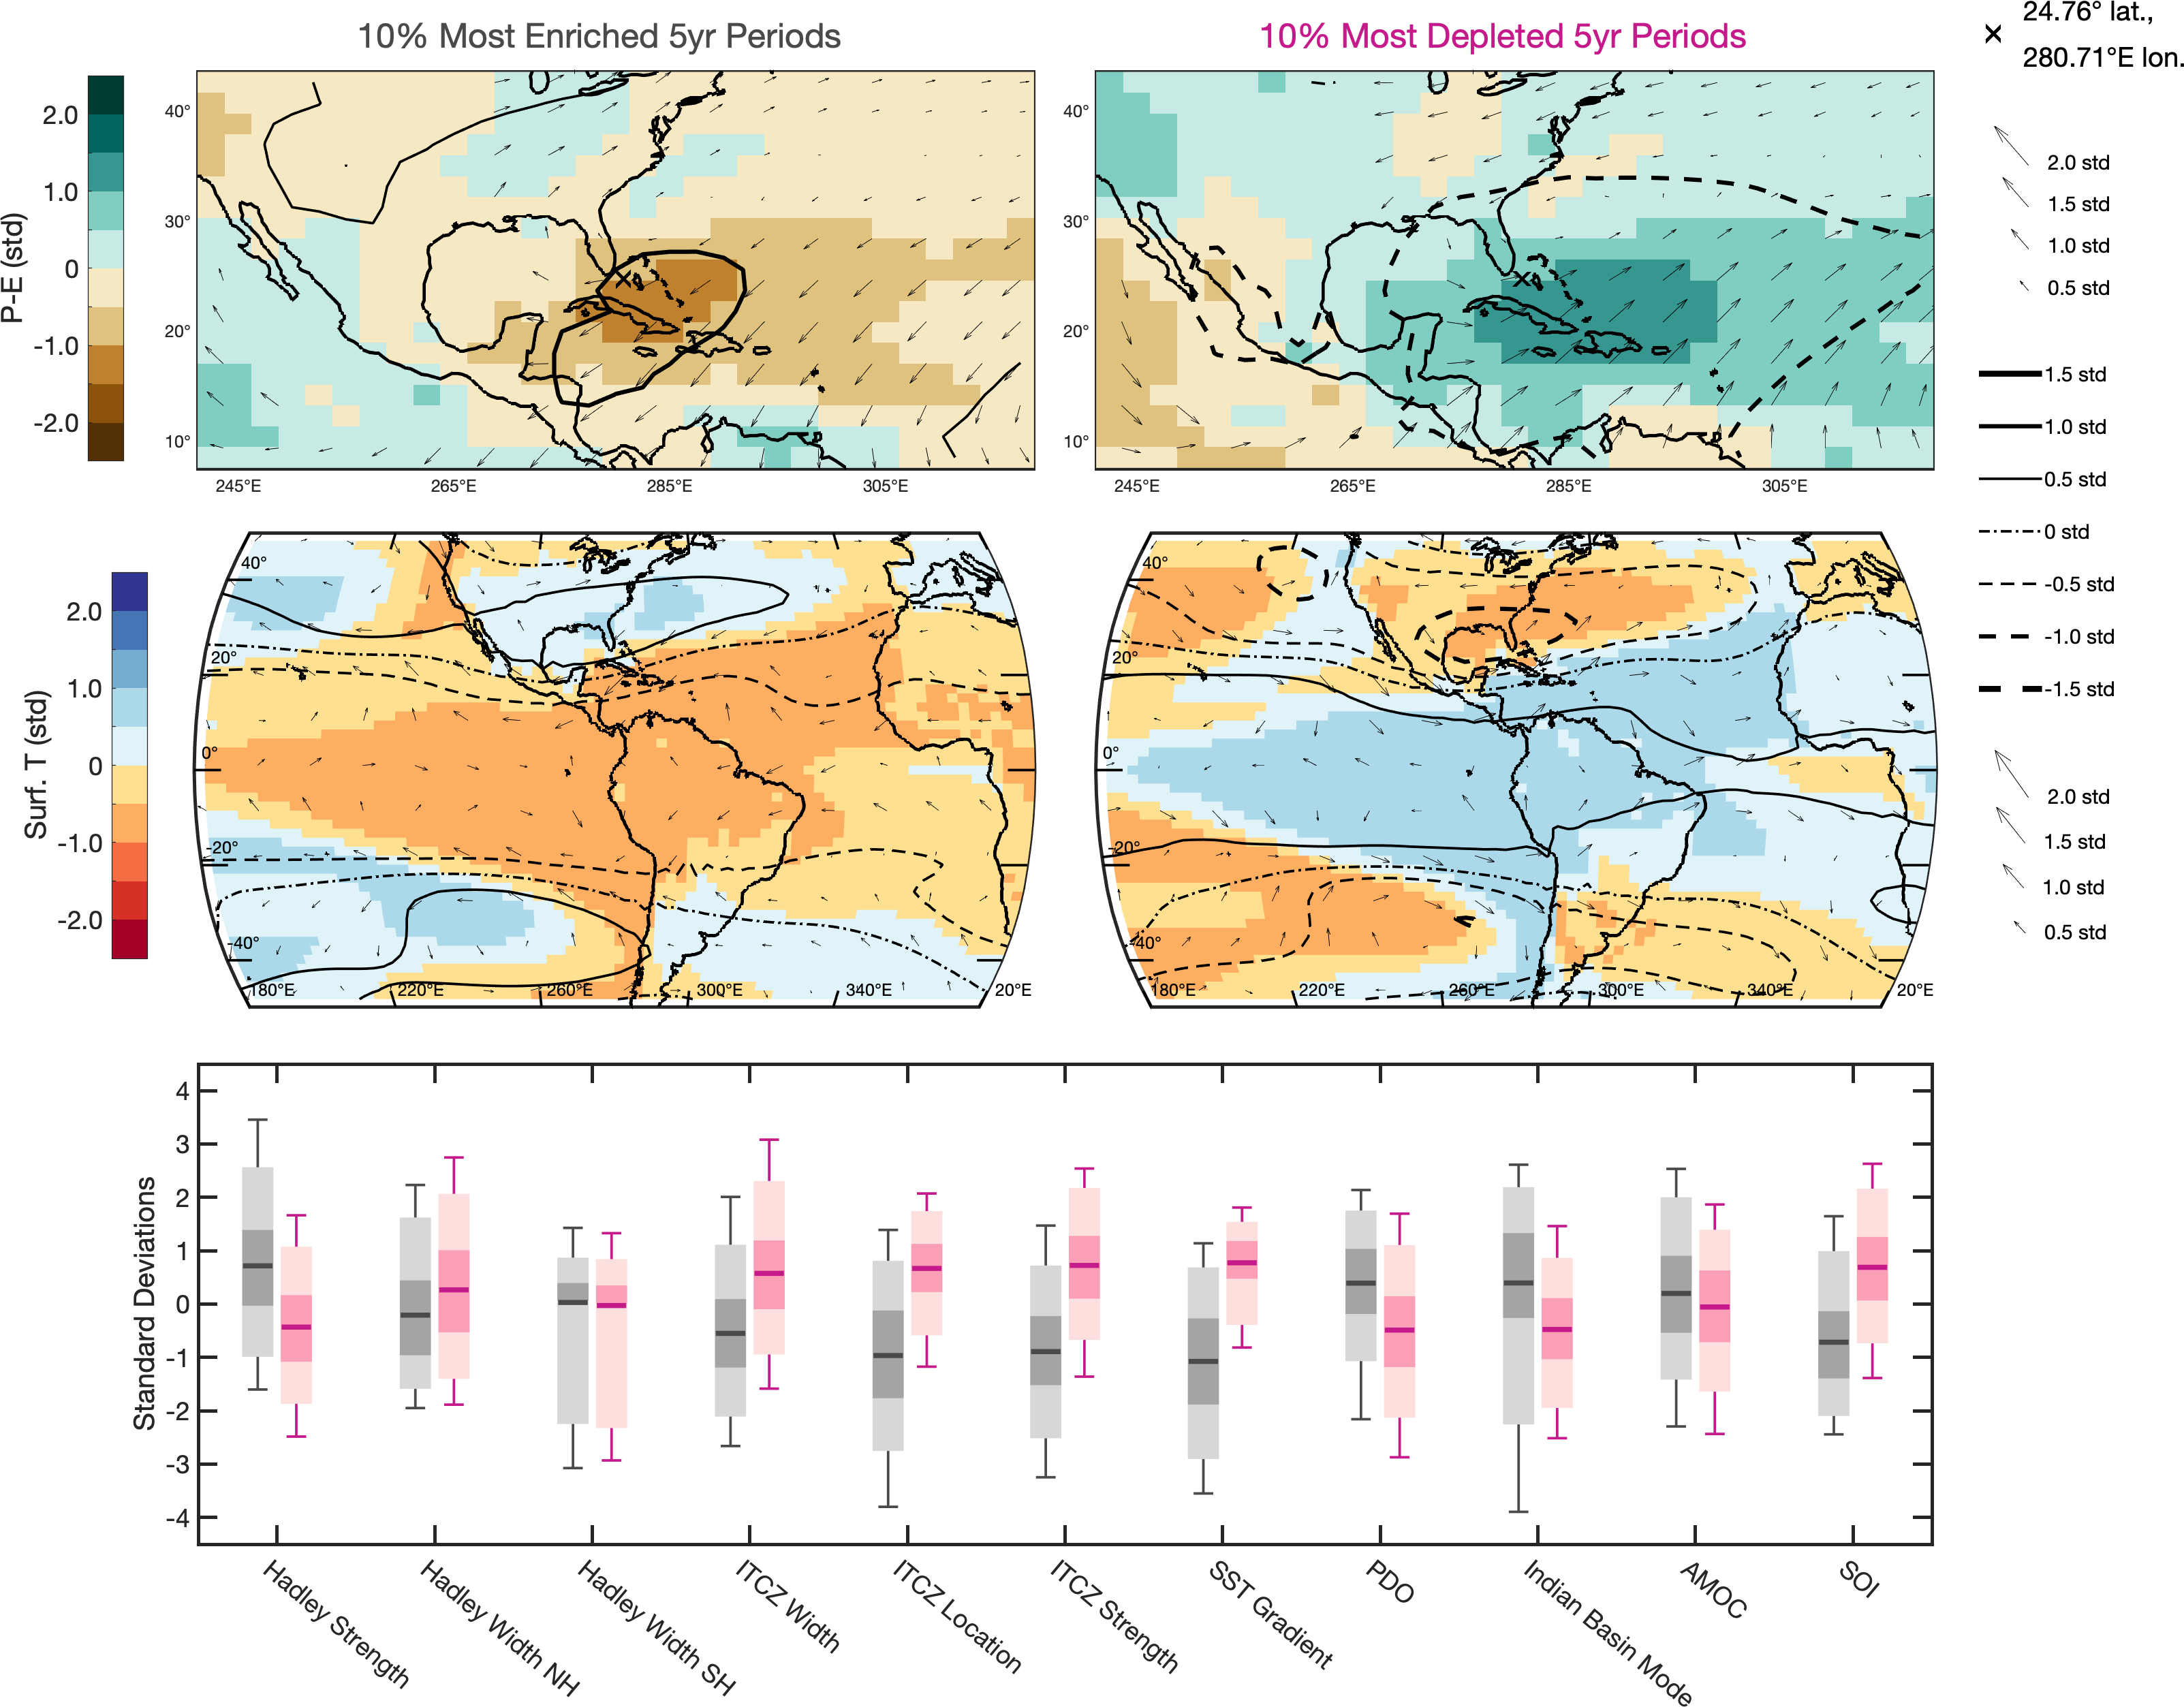 10% Most Enriched 5yr Periods
10% Most Depleted 5yr Periods
24.76° lat.,
280.71°E lon.
P-E (std)
2.0
1.0
0
-1.0
-2.0
40°
30°
20°
10°
245°E
265°E
285°E
305°E
40°
30°
20°
10°
245°E
265°E
285°E
305°E
2.0 std
1.5 std
1.0 std
0.5 std
1.5 std
1.0 std
0.5 std
0 std
-0.5 std
-1.0 std
-1.5 std
Surf. T (std)
2.0
1.0
0
-1.0
-2.0
40°
20°
0°
-20°
-40°
180°E
220°E
260°E
300°E
340°E
20°E
40°
20°
0°
-20°
-40°
180°E
220°E
260°E
300°E
340°E
20°E
2.0 std
1.5 std
1.0 std
0.5 std
Standard Deviations
4
3
2
1
0
-1
-2
-3
-4
Hadley Strength
Hadley Width NH
Hadley Width SH
ITCZ Width
ITCZ Location
ITCZ Strength
SST Gradient
PDO
Indian Basin Mode
AMOC
SOI